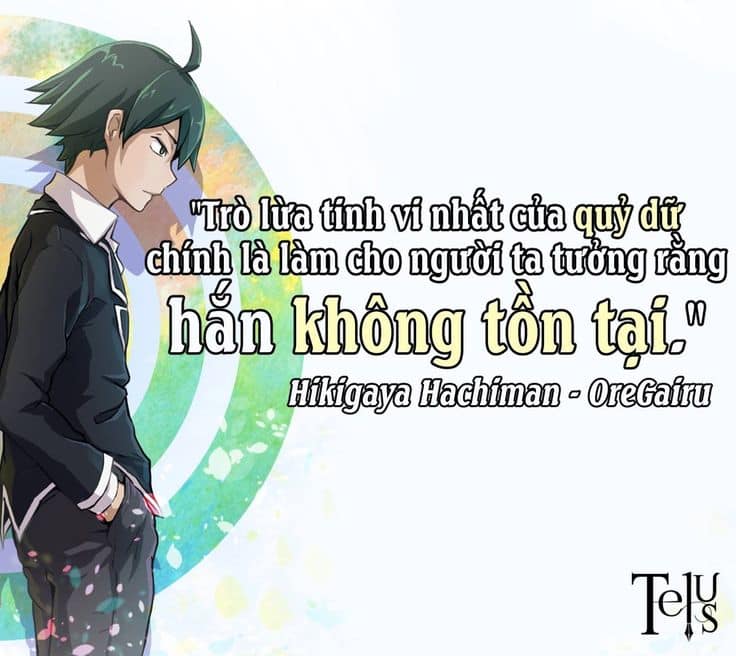 "Trò lừa tinh vi nhất của quỷ dữ
chính là làm cho người ta tưởng rằng
hắn không tồn tại."
Hikigaya Hachiman - OreGairu
Telus